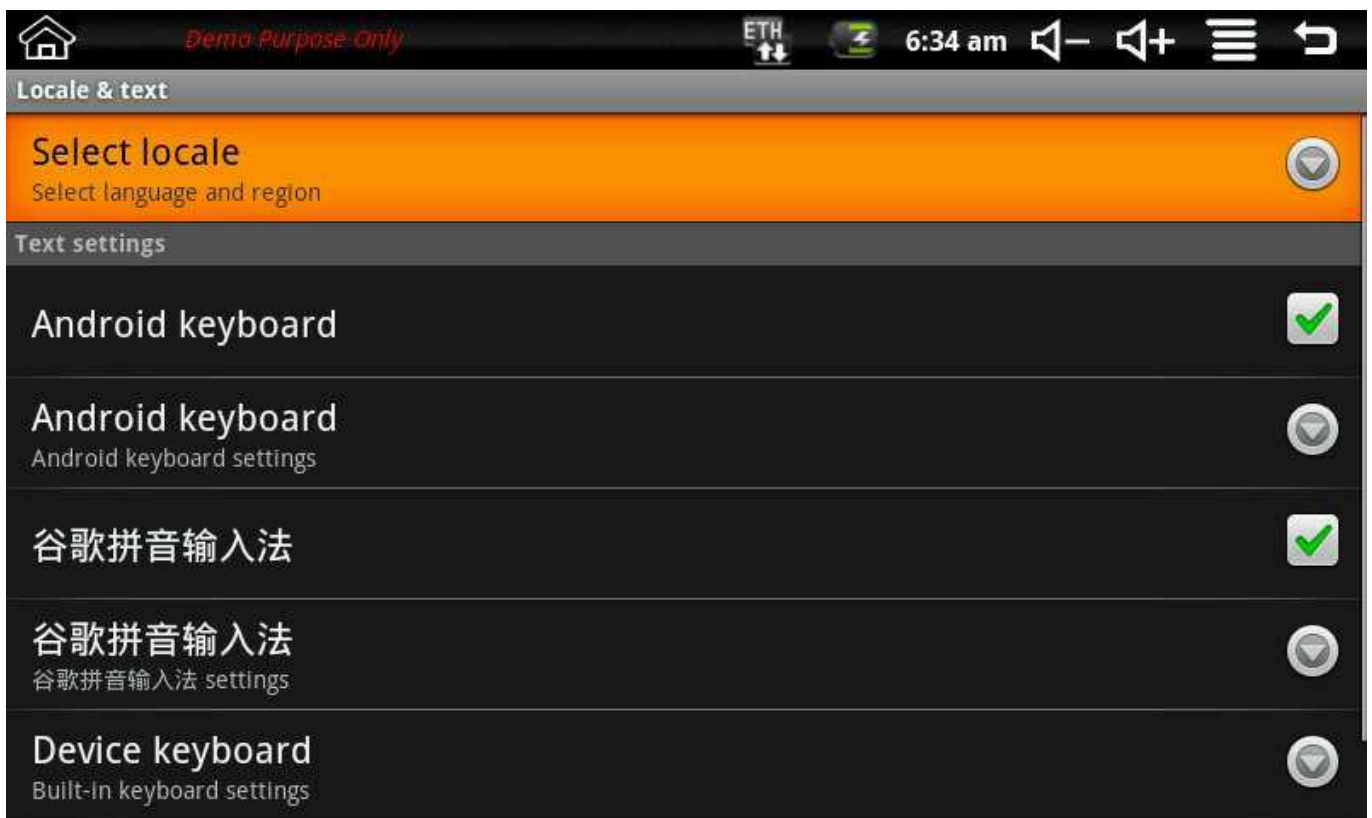 Demo Purpose Only
ETH
6:34 am
Locale & text
Select locale
Select language and region
Text settings
Android keyboard
Android keyboard
Android keyboard settings
谷歌拼音输入法
谷歌拼音输入法
谷歌拼音输入法 settings
Device keyboard
Built-in keyboard settings